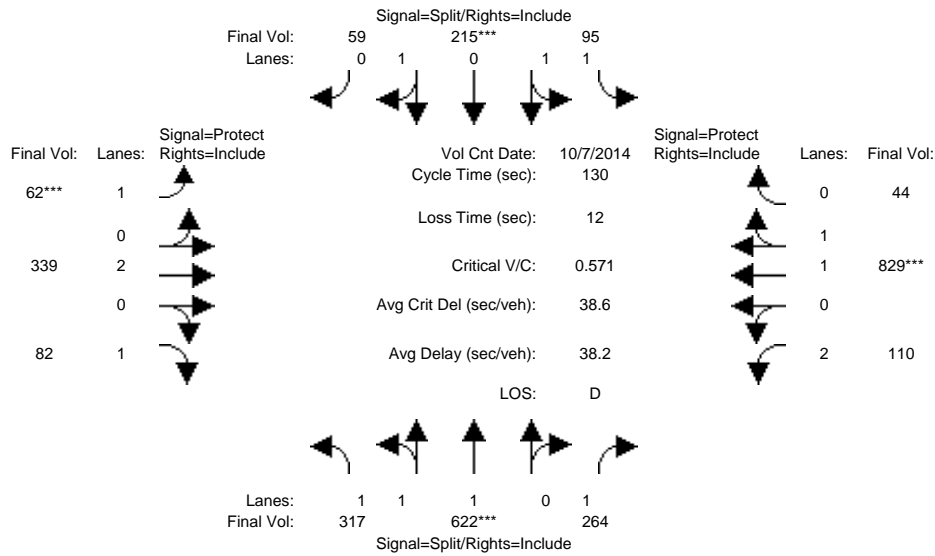 Signal=Split/Rights=Include
Final Vol: 59 215*** 95
Lanes: 0 1 0 1 1
Signal=Protect Signal=Protect
Final Vol: Lanes: Rights=Include Vol Cnt Date: 10/7/2014 Rights=Include Lanes: Final Vol:
Cycle Time (sec): 130
62*** 1 0 44
Loss Time (sec): 12
0 1
339 2 Critical V/C: 0.571 1 829***
0 Avg Crit Del (sec/veh): 38.6 0
82 1 Avg Delay (sec/veh): 38.2 2 110
LOS: D
Lanes: 1 1 1 0 1
Final Vol: 317 622*** 264
Signal=Split/Rights=Include